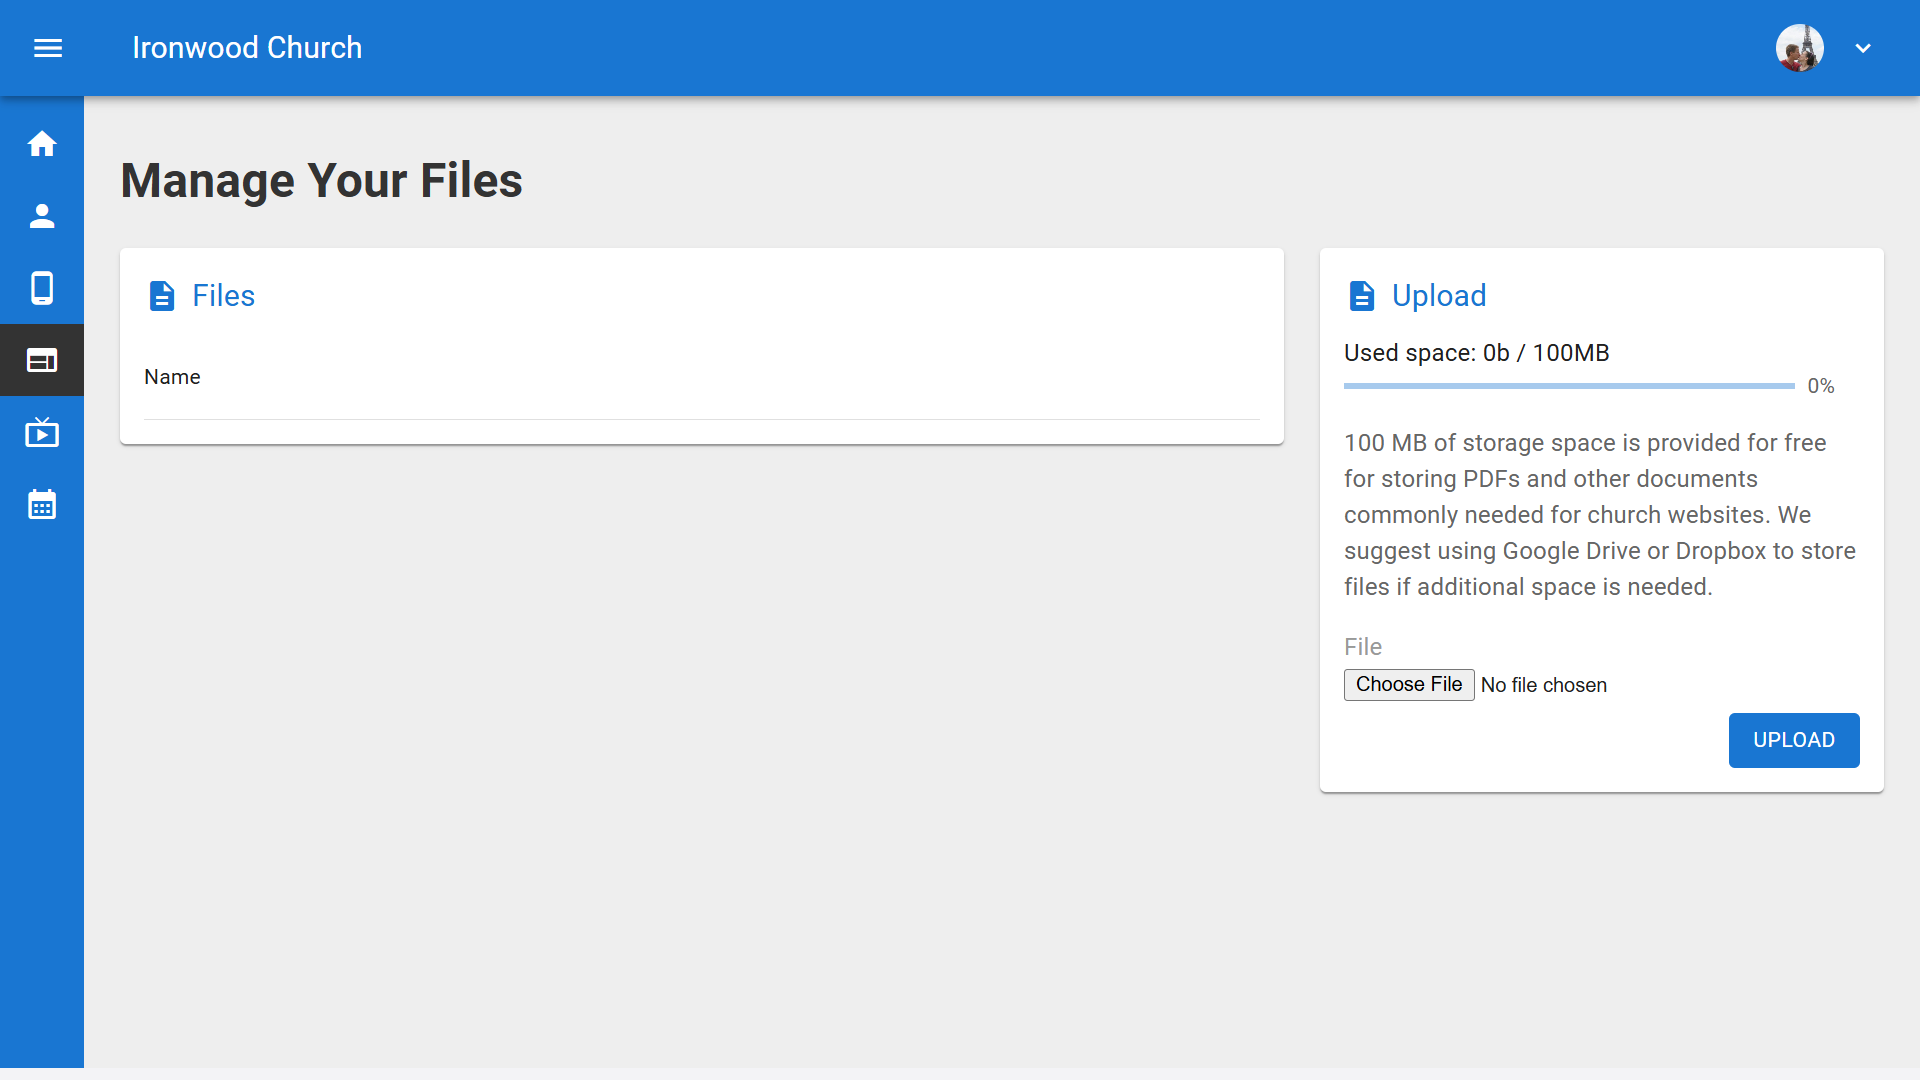 Ironwood Church
Manage Your Files
Files
Name
Upload
Used space: 0b / 100MB
0%
100 MB of storage space is provided for free
for storing PDFs and other documents
commonly needed for church websites. We
suggest using Google Drive or Dropbox to store
files if additional space is needed.
File
Choose File No file chosen
UPLOAD